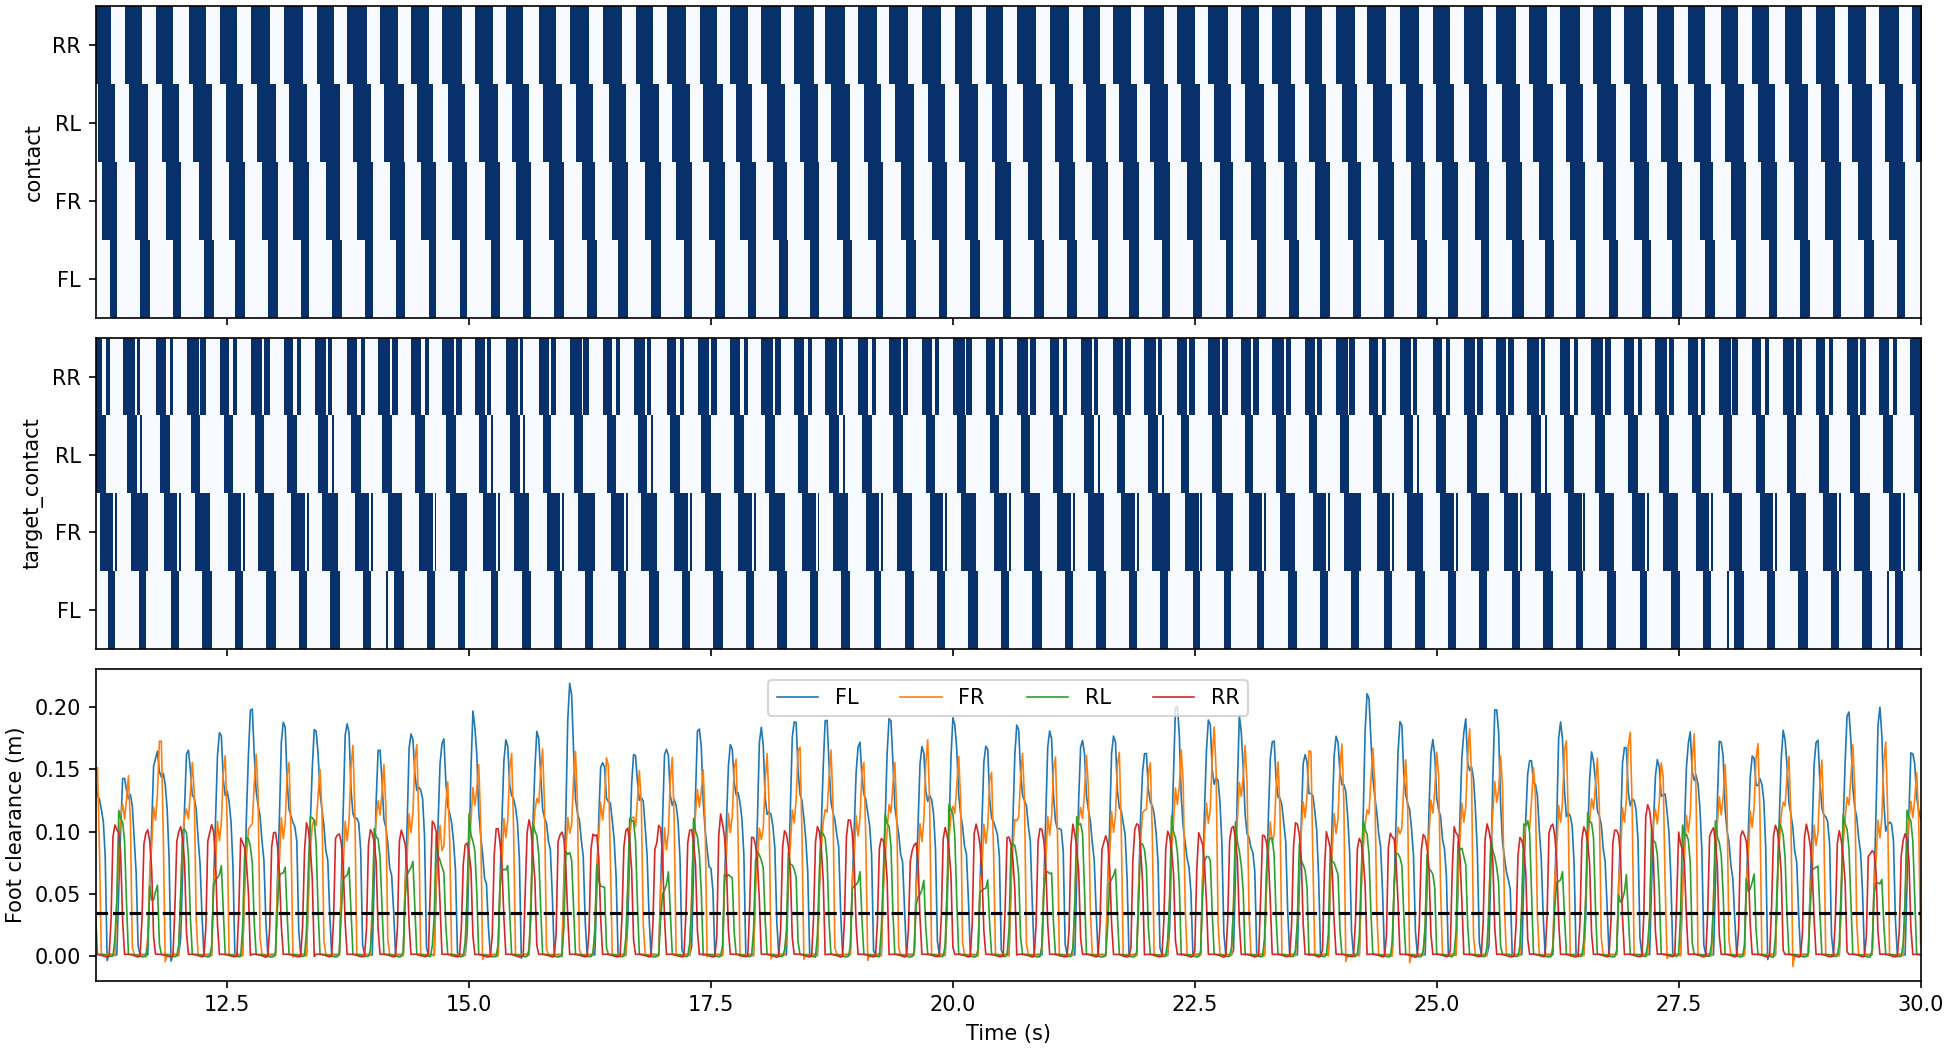 contact
RR
RL
FR
FL
target_contact
RR
RL
FR
FL
Foot clearance (m)
0.20
0.15
0.10
0.05
0.00
FL FR RL RR
12.5 15.0 17.5 20.0 22.5 25.0 27.5 30.0
Time (s)